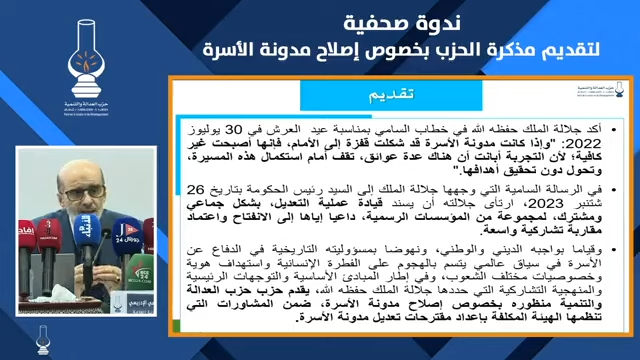 ندوة صحفية
لتقديم مذكرة الحزب بخصوص إصلاح مدونة الأسرة
حزب العدالة والتنمية
تقديم
• أكد جلالة الملك حفظه الله في خطاب السامي بمناسبة عيد العرش في 30 يوليوز
2022: "وإذا كانت مدونة الأسرة قد شكلت قفزة إلى الأمام، فإنها أصبحت غير
كافية؛ لأن التجربة أبانت أن هناك عدة عوائق، تقف أمام استكمال هذه المسيرة،
وتحول دون تحقيق أهدافها."
• في الرسالة السامية التي وجهها جلالة الملك إلى السيد رئيس الحكومة بتاريخ 26
شتنبر 2023، ارتأى جلالته أن يسند قيادة عملية التعديل، بشكل جماعي
ومشترك، لمجموعة من المؤسسات الرسمية، داعيا إياها إلى الانفتاح واعتماد
مقاربة تشاركية واسعة.
• وقياما بواجبه الديني والوطني، ونهوضا بمسؤوليته التاريخية في الدفاع عن
الأسرة في سياق عالمي يتسم بالهجوم على الفطرة الإنسانية واستهداف هوية
وخصوصيات مختلف الشعوب، وفي إطار المبادئ الأساسية والتوجهات الرئيسية
والمنهجية التشاركية التي حددها جلالة الملك حفظه الله، يقدم حزب العدالة
والتنمية منظوره بخصوص إصلاح مدونة الأسرة، ضمن المشاورات التي
تنظمها الهيئة المكلفة بإعداد مقترحات تعديل مدونة الأسرة.